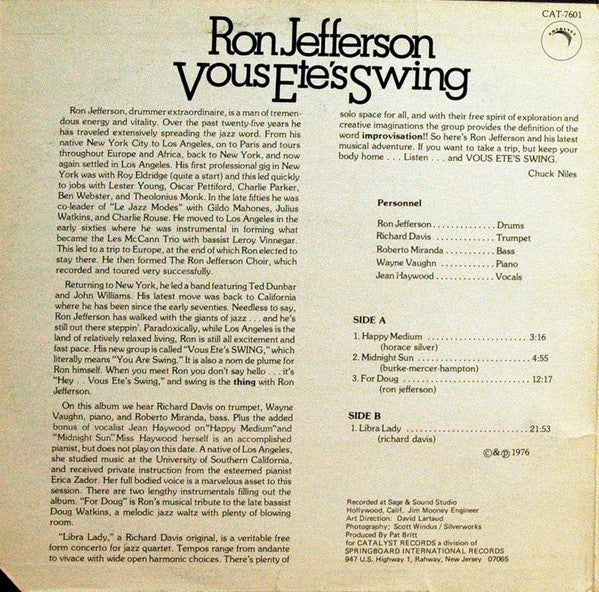 CAT-7601
CATALYST
Ron Jefferson
Vous Ete's Swing
Ron Jefferson, drummer extraordinaire, is a man of tremen-
dous energy and vitality. Over the past twenty-five years he
has traveled extensively spreading the jazz word. From his
native New York City to Los Angeles, on to Paris and tours
throughout Europe and Africa, back to New York, and now
again settled in Los Angeles. His first professional gig in New
York was with Roy Eldridge (quite a start) and this led quickly
to jobs with Lester Young, Oscar Pettiford, Charlie Parker,
Ben Webster, and Theolonius Monk. In the late fifties he was
co-leader of "Le Jazz Modes" with Gildo Mahones, Julius
Watkins, and Charlie Rouse. He moved to Los Angeles in the
early sixties where he was instrumental in forming what
became the Les McCann Trio with bassist Leroy Vinnegar.
This led to a trip to Europe, at the end of which Ron elected to
stay there. He then formed The Ron Jefferson Choir, which
recorded and toured very successfully.
Returning to New York, he led a band featuring Ted Dunbar
and John Williams. His latest move was back to California
where he has been since the early seventies. Needless to say,
Ron Jefferson has walked with the giants of jazz . . . and he's
still out there steppin'. Paradoxically, while Los Angeles is the
land of relatively relaxed living, Ron is still all excitement and
fast pace. His new group is called "Vous Ete's SWING," which
literally means "You Are Swing." It is also a nom de plume for
Ron himself. When you meet Ron you don't say hello . . . it's
"Hey . . Vous Ete's Swing," and swing is the thing with Ron
Jefferson.
On this album we hear Richard Davis on trumpet, Wayne
Vaughn, piano, and Roberto Miranda, bass. Plus the added
bonus of vocalist Jean Haywood on "Happy Medium" and
"Midnight Sun." Miss Haywood herself is an accomplished
pianist, but does not play on this date. A native of Los Angeles,
she studied music at the University of Southern California,
and received private instruction from the esteemed pianist
Erica Zador. Her full bodied voice is a marvelous asset to this
session. There are two lengthy instrumentals filling out the
album. "For Doug" is Ron's musical tribute to the late bassist
Doug Watkins, a melodic jazz waltz with plenty of blowing
room.
"Libra Lady," a Richard Davis original, is a veritable free
form concerto for jazz quartet. Tempos range from andante
to vivace with wide open harmonic choices. There's plenty of
solo space for all, and with their free spirit of exploration and
creative imaginations the group provides the definition of the
word improvisation!! So here's Ron Jefferson and his latest
musical adventure. If you want to take a trip, but keep your
body home . . . Listen . . . and VOUS ETE'S SWING.
Chuck Niles
Personnel
Ron Jefferson . . . . . . . . . . . . Drums
Richard Davis . . . . . . . . . . . . Trumpet
Roberto Miranda . . . . . . . . . Bass
Wayne Vaughn . . . . . . . . . . . Piano
Jean Haywood . . . . . . . . . . . Vocals
SIDE A
1. Happy Medium . . . . . . . . . . . . . . 3:16
(horace silver)
2. Midnight Sun . . . . . . . . . . . . . . . 4:55
(burke-mercer-hampton)
3. For Doug . . . . . . . . . . . . . . . . . 12:17
(ron jefferson)
SIDE B
1. Libra Lady . . . . . . . . . . . . . . . . 21:53
(richard davis)
©&℗ 1976
Recorded at Sage & Sound Studio
Hollywood, Calif. Jim Mooney Engineer
Art Direction: David Lartaud
Photography: Scott Windus / Silverworks
Produced By Pat Britt
for CATALYST RECORDS a division of
SPRINGBOARD INTERNATIONAL RECORDS
947 U.S. Highway 1, Rahway, New Jersey 07065